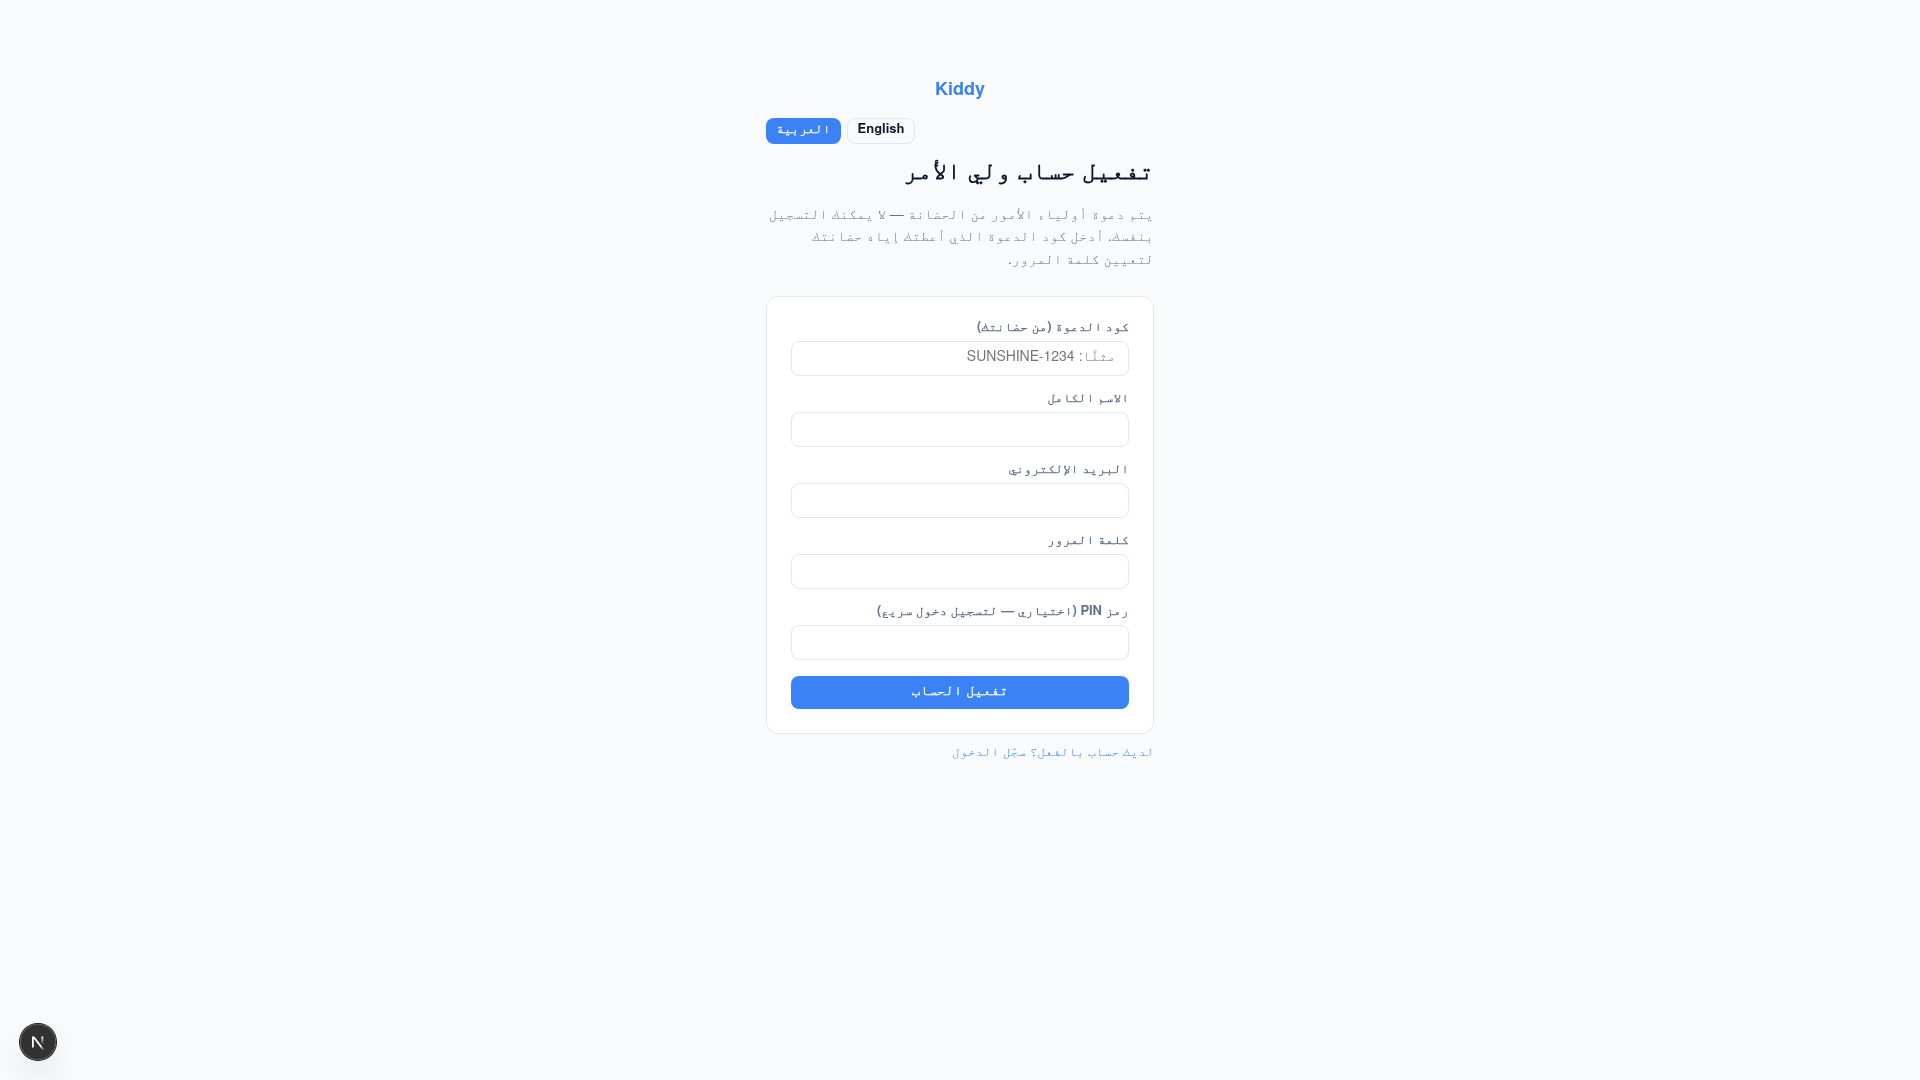 Kiddy
العربية
English
تفعيل حساب ولي الأمر
يتم دعوة أولياء الأمور من الحضانة — لا يمكنك التسجيل
بنفسك. أدخل كود الدعوة الذي أعطتك إياه حضانتك
لتعيين كلمة المرور.
كود الدعوة (من حضانتك)
مثلًا: SUNSHINE-1234
الاسم الكامل
البريد الإلكتروني
كلمة المرور
رمز PIN (اختياري — لتسجيل دخول سريع)
تفعيل الحساب
لديك حساب بالفعل؟ سجّل الدخول
N